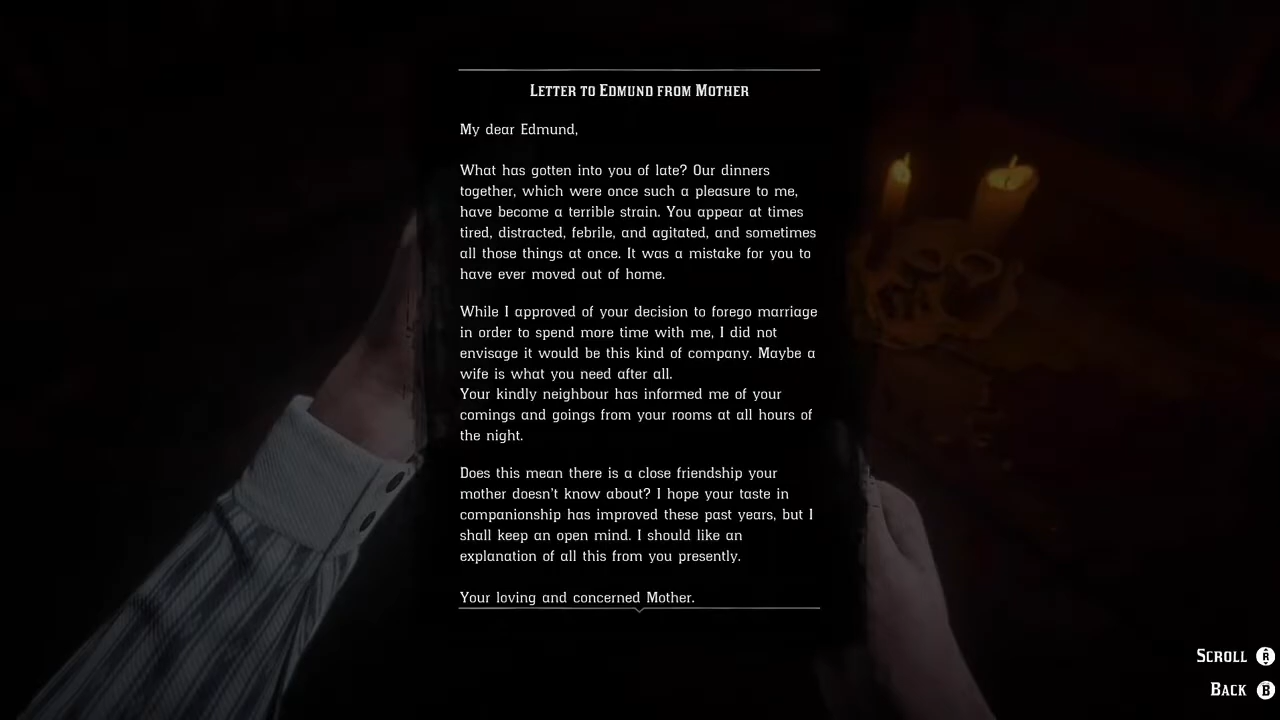 Letter to Edmund from Mother
My dear Edmund,
What has gotten into you of late? Our dinners
together, which were once such a pleasure to me,
have become a terrible strain. You appear at times
tired, distracted, febrile, and agitated, and sometimes
all those things at once. It was a mistake for you to
have ever moved out of home.
While I approved of your decision to forego marriage
in order to spend more time with me, I did not
envisage it would be this kind of company. Maybe a
wife is what you need after all.
Your kindly neighbour has informed me of your
comings and goings from your rooms at all hours of
the night.
Does this mean there is a close friendship your
mother doesn't know about? I hope your taste in
companionship has improved these past years, but I
shall keep an open mind. I should like an
explanation of all this from you presently.
Your loving and concerned Mother.
Scroll R
Back B